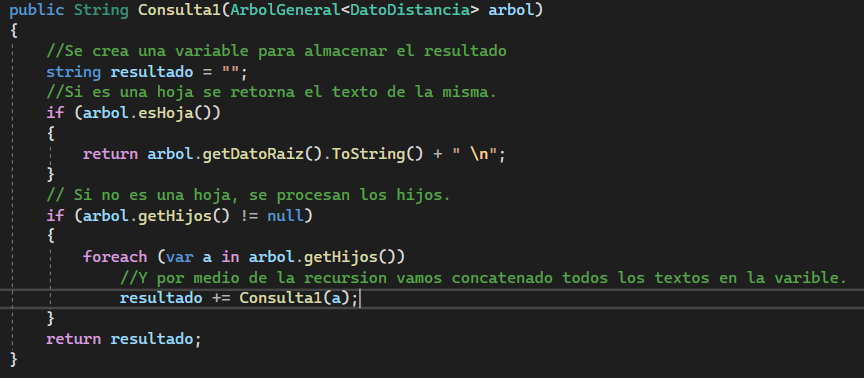 public String Consulta1(ArbolGeneral<DatoDistancia> arbol)
{
//Se crea una variable para almacenar el resultado
string resultado = "";
//Si es una hoja se retorna el texto de la misma.
if (arbol.esHoja())
{
return arbol.getDatoRaiz().ToString() + " \n";
}
// Si no es una hoja, se procesan los hijos.
if (arbol.getHijos() != null)
{
foreach (var a in arbol.getHijos())
//Y por medio de la recursion vamos concatenado todos los textos en la varible.
resultado += Consulta1(a);
}
return resultado;
}